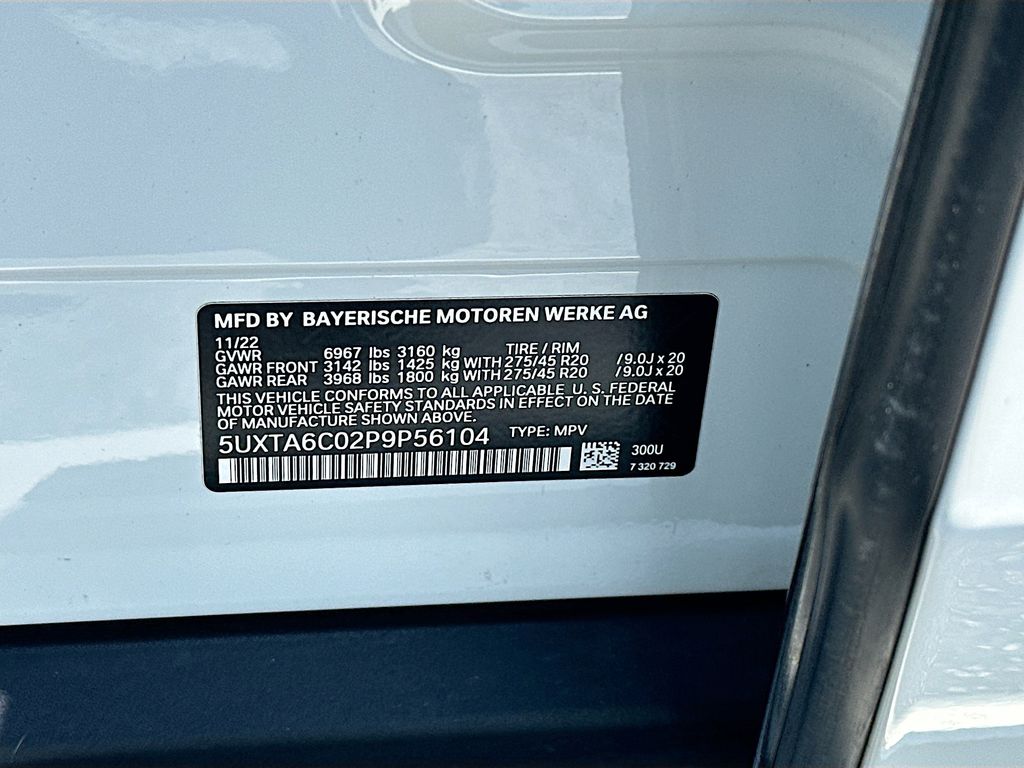 MFD BY BAYERISCHE MOTOREN WERKE AG
11/22
GVWR 6967 lbs 3160 kg TIRE / RIM
GAWR FRONT 3142 lbs 1425 kg WITH 275/45 R20 /9.0J x 20
GAWR REAR 3968 lbs 1800 kg WITH 275/45 R20 /9.0J x 20
THIS VEHICLE CONFORMS TO ALL APPLICABLE U. S. FEDERAL
MOTOR VEHICLE SAFETY STANDARDS IN EFFECT ON THE DATE
OF MANUFACTURE SHOWN ABOVE.
5UXTA6C02P9P56104 TYPE: MPV
300U
7 320 729